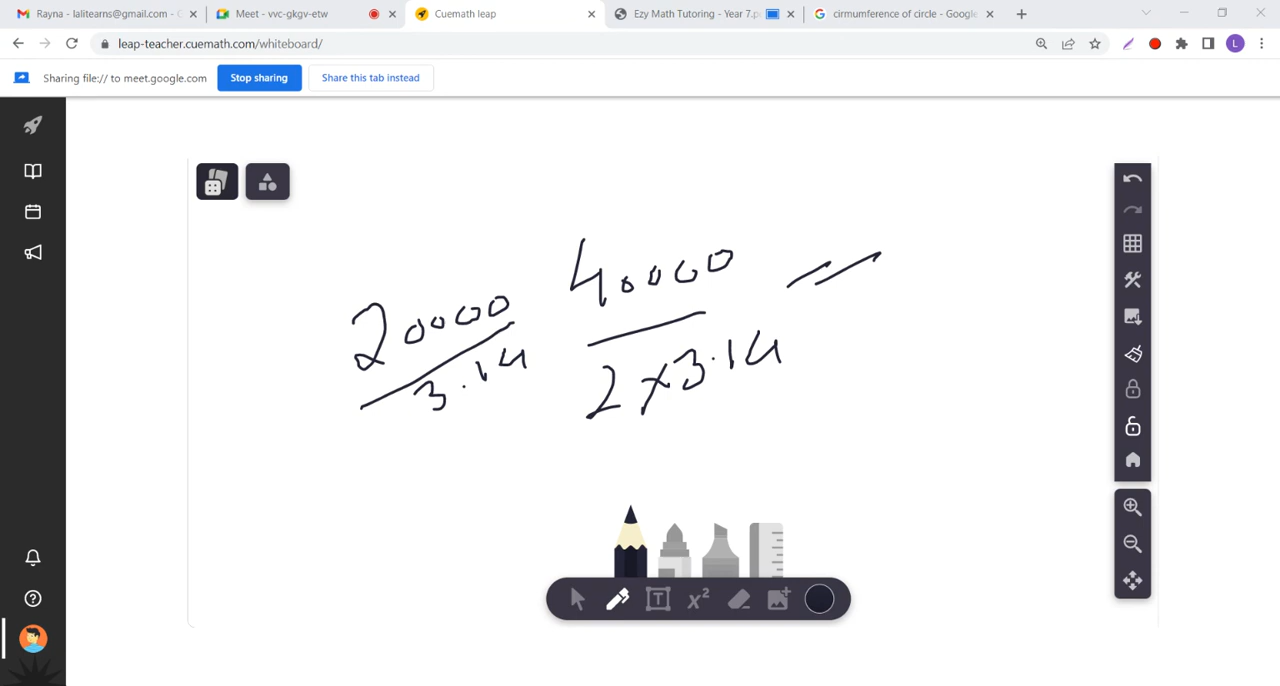 Rayna - lalitearns@gmail.com - G
Meet - vvc-gkgv-etw
Cuemath leap
Ezy Math Tutoring - Year 7.p
cirmumference of circle - Google
leap-teacher.cuemath.com/whiteboard/
L
Sharing file:// to meet.google.com
Stop sharing
Share this tab instead
20000
3.14
40000
2 x 3.14
T
x²